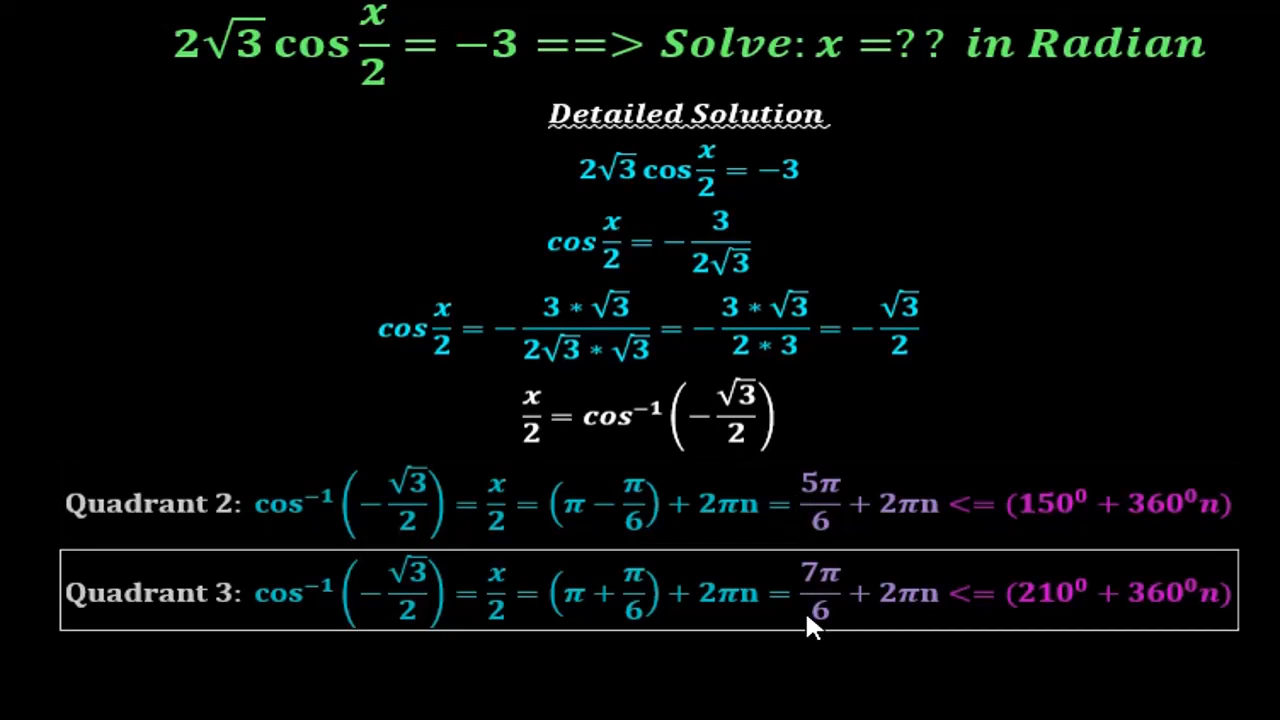 2√3 cos x/2 = −3 ==> Solve: x =?? in Radian
Detailed Solution
2√3 cos x/2 = −3
cos x/2 = − 3/2√3
cos x/2 = − 3 * √3/2√3 * √3 = − 3 * √3/2 * 3 = − √3/2
x/2 = cos⁻¹(− √3/2)
Quadrant 2: cos⁻¹(− √3/2) = x/2 = (π − π/6) + 2πn = 5π/6 + 2πn <= (150⁰ + 360⁰n)
Quadrant 3: cos⁻¹(− √3/2) = x/2 = (π + π/6) + 2πn = 7π/6 + 2πn <= (210⁰ + 360⁰n)